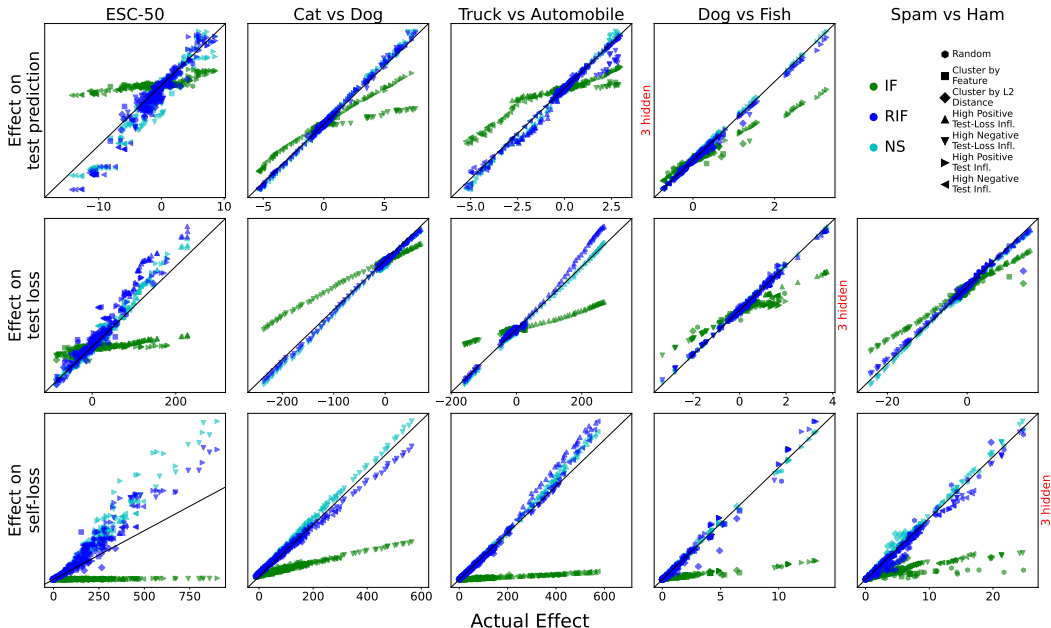 ESC-50 Cat vs Dog Truck vs Automobile Dog vs Fish Spam vs Ham
Effect on
test prediction
−10 0 10
−5 0 5
−5.0 −2.5 0.0 2.5
0 2
3 hidden
IF
RIF
NS
Random
Cluster by
Feature
Cluster by L2
Distance
High Positive
Test-Loss Infl.
High Negative
Test-Loss Infl.
High Positive
Test Infl.
High Negative
Test Infl.
Effect on
test loss
0 200
−200 −100 0
−200 0 200
−2 0 2 4
3 hidden
−20 0
Effect on
self-loss
0 250 500 750
0 200 400 600
0 200 400 600
0 5 10 15
0 10 20
3 hidden
Actual Effect